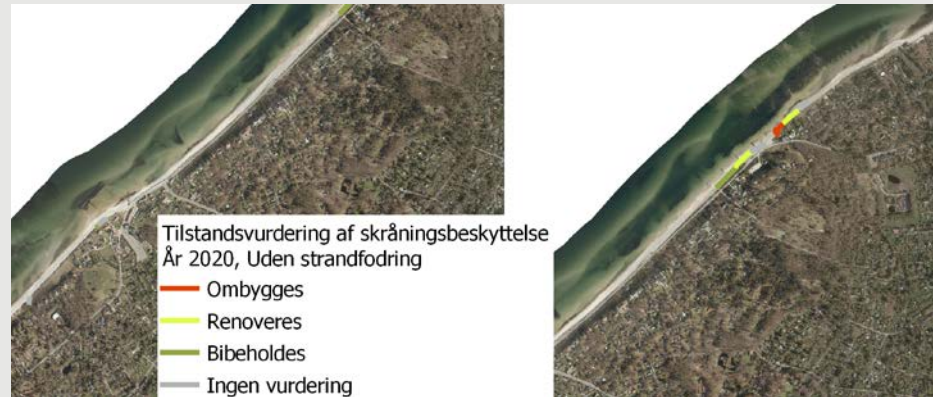 Tilstandsvurdering af skråningsbeskyttelse
År 2020, Uden strandfodring
Ombygges
Renoveres
Bibeholdes
Ingen vurdering